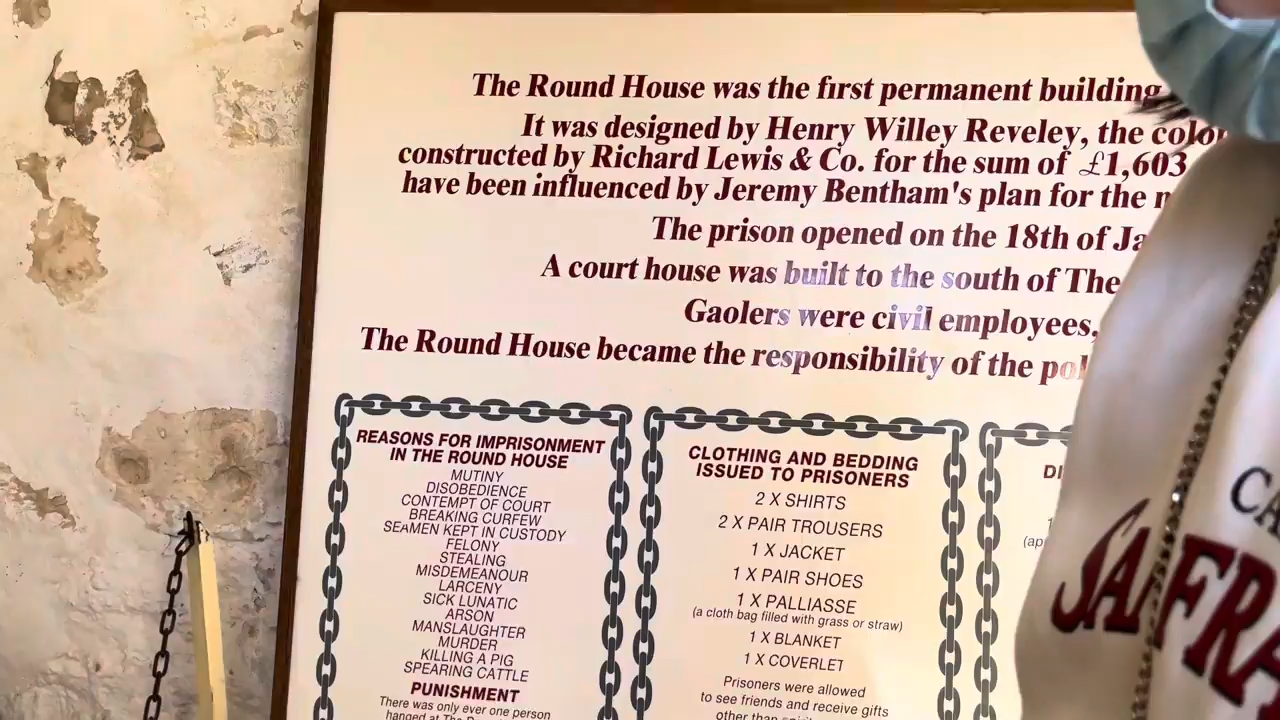 The Round House was the first permanent building
It was designed by Henry Willey Reveley, the
constructed by Richard Lewis & Co. for the sum of £1,603
have been influenced by Jeremy Bentham's plan for the
The prison opened on the 18th of
A court house was built to the south of The
Gaolers were civil employees,
The Round House became the responsibility of the
REASONS FOR IMPRISONMENT
IN THE ROUND HOUSE
MUTINY
DISOBEDIENCE
CONTEMPT OF COURT
BREAKING CURFEW
SEAMEN KEPT IN CUSTODY
FELONY
STEALING
MISDEMEANOUR
LARCENY
SICK LUNATIC
ARSON
MANSLAUGHTER
MURDER
KILLING A PIG
SPEARING CATTLE
PUNISHMENT
There was only ever one person
hanged at The
CLOTHING AND BEDDING
ISSUED TO PRISONERS
2 X SHIRTS
2 X PAIR TROUSERS
1 X JACKET
1 X PAIR SHOES
1 X PALLIASSE
(a cloth bag filled with grass or straw)
1 X BLANKET
1 X COVERLET
Prisoners were allowed
to see friends and receive gifts
other than